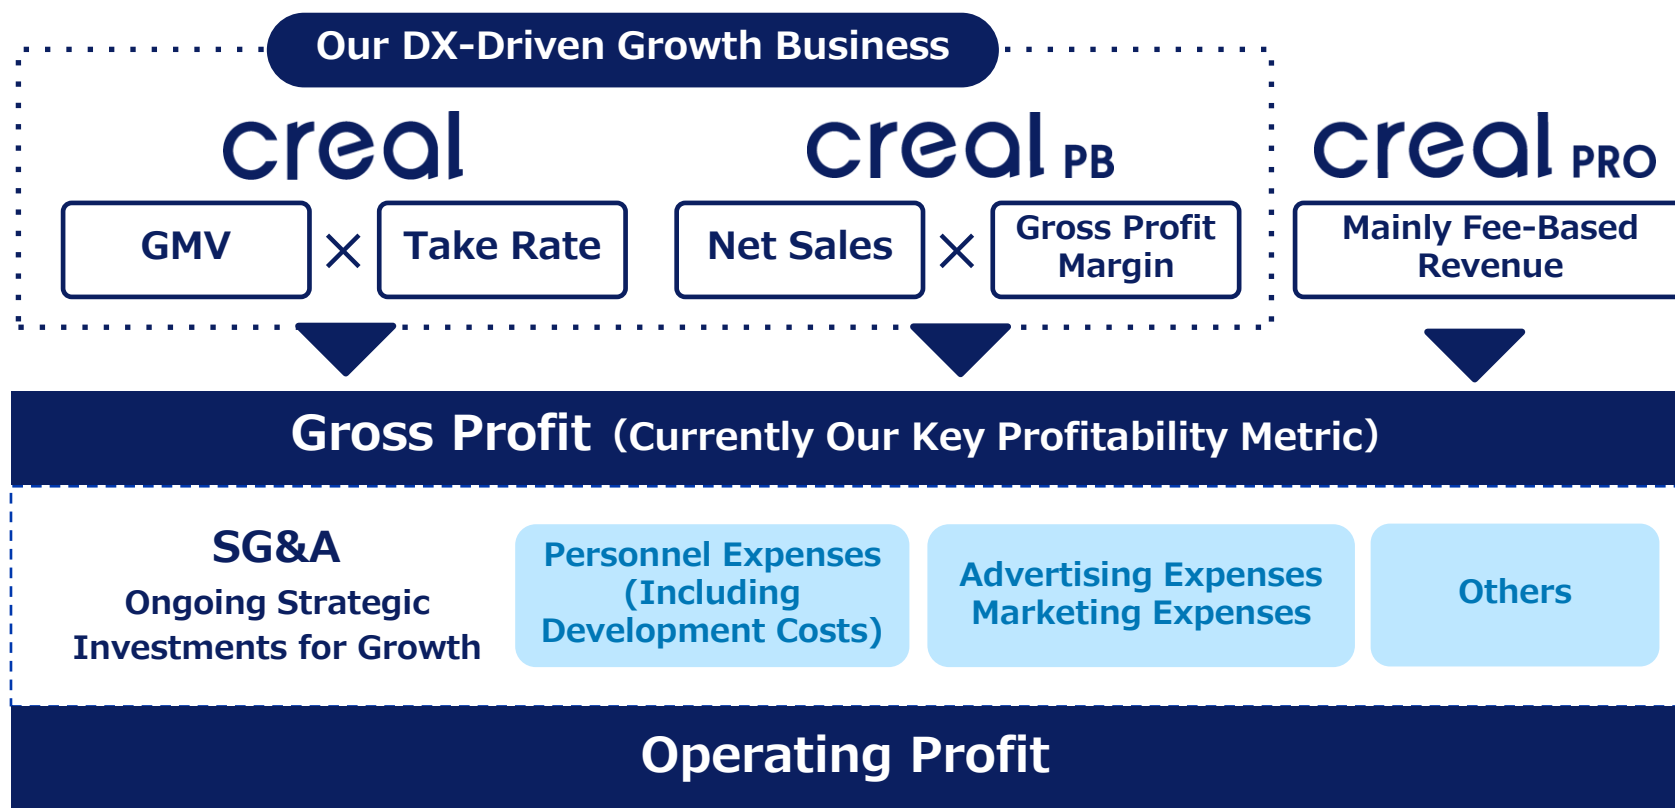 Our DX-Driven Growth Business
creal
creal PB
creal PRO
GMV
×
Take Rate
Net Sales
×
Gross Profit
Margin
Mainly Fee-Based
Revenue
Gross Profit (Currently Our Key Profitability Metric)
SG&A
Ongoing Strategic
Investments for Growth
Personnel Expenses
(Including
Development Costs)
Advertising Expenses
Marketing Expenses
Others
Operating Profit